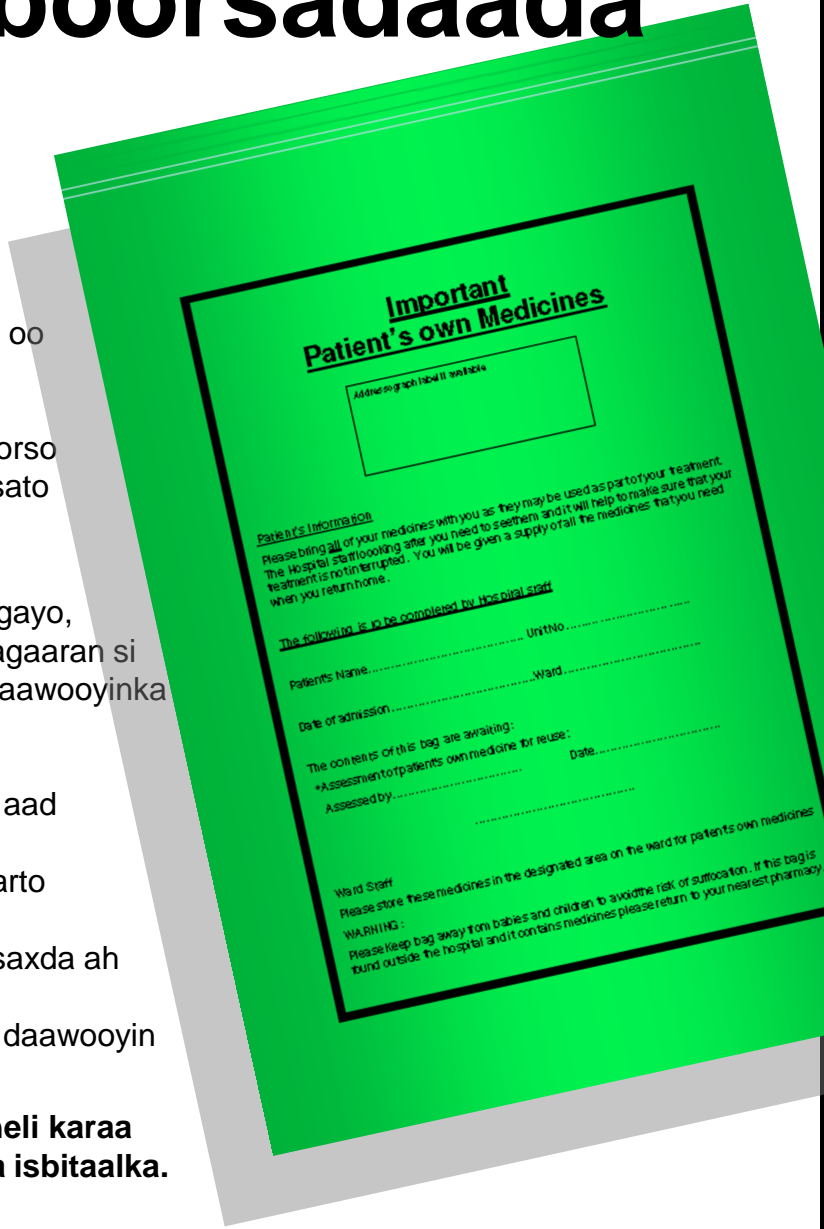 boorsadaada
oo
orso
sato
gayo,
agaaran si
aawooyinka
aad
arto
saxda ah
daawooyin
heli karaa
a isbitaalka.
Important
Patient's own Medicines
Addressograph label if available
Patient's Information
Please bring all of your medicines with you as they may be used as part of your treatment.
The Hospital staff loooking after you need to see them and it will help to make sure that your
treatment is not interrupted. You will be given a supply of all the medicines that you need
when you return home.
The following is to be completed by Hospital staff
Patient's Name.................................... Unit No............................
Date of admission.................................Ward..............................
The contents of this bag are awaiting:
*Assessment of patient's own medicine for reuse:
Assessed by............................ Date............................
...................................
Ward Staff
Please store these medicines in the designated area on the ward for patient's own medicines
WARNING:
Please Keep bag away from babies and children to avoid the risk of suffocation. If this bag is
found outside the hospital and it contains medicines please return to your nearest pharmacy.